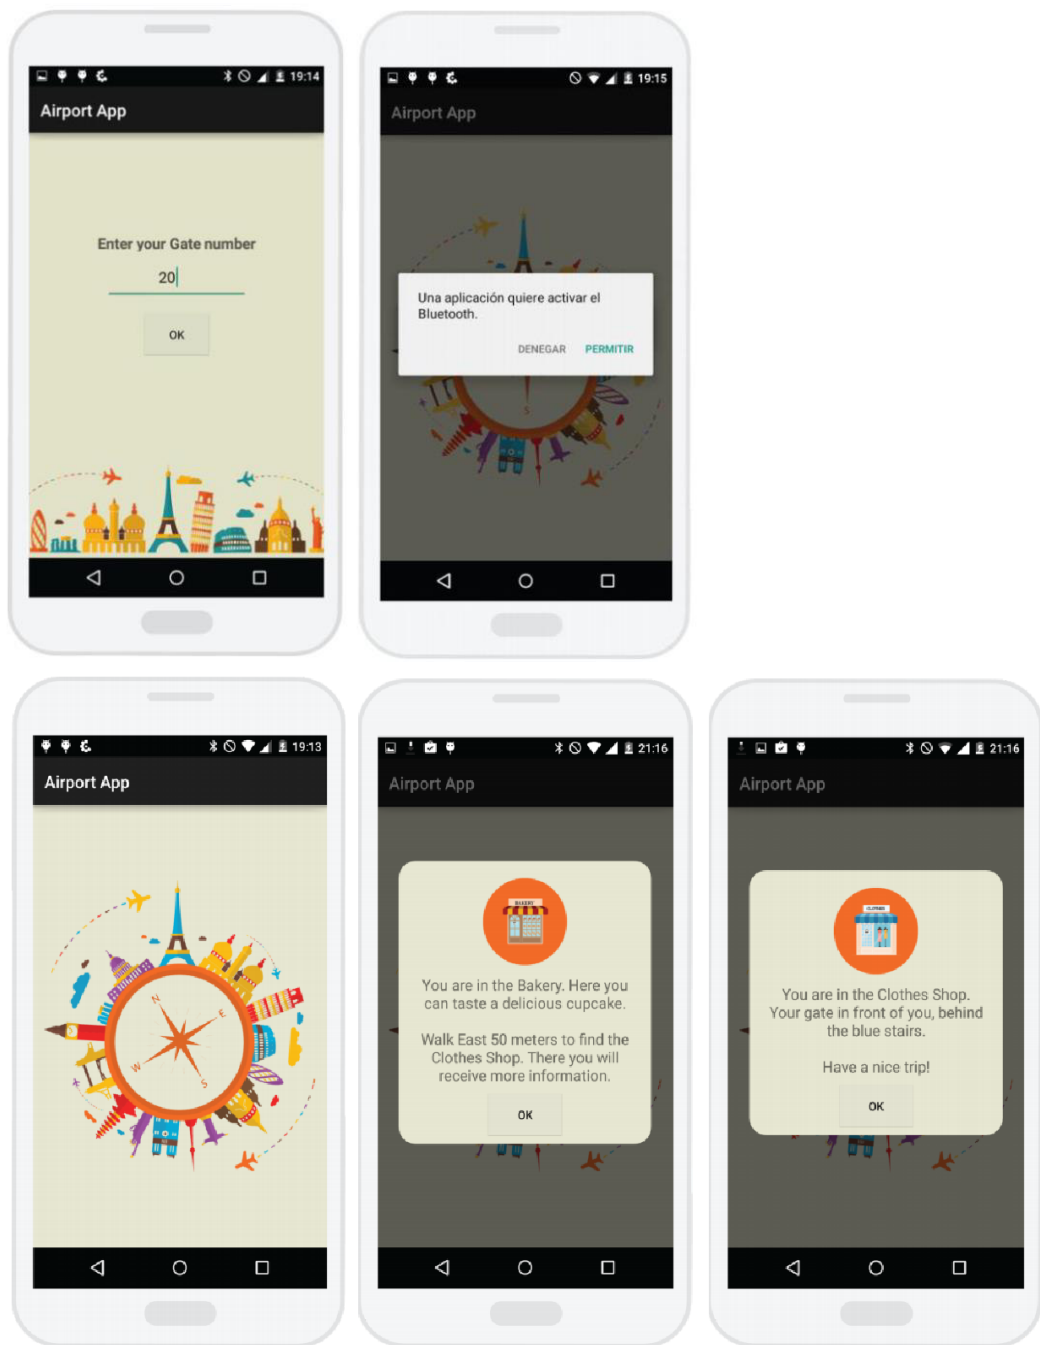 19:14
Airport App
Enter your Gate number
20
OK
19:15
Airport App
Una aplicación quiere activar el
Bluetooth.
DENEGAR PERMITIR
S
19:13
Airport App
N
E
W
S
21:16
Airport App
BAKERY
You are in the Bakery. Here you
can taste a delicious cupcake.
Walk East 50 meters to find the
Clothes Shop. There you will
receive more information.
OK
21:16
Airport App
CLOTHES
You are in the Clothes Shop.
Your gate in front of you, behind
the blue stairs.
Have a nice trip!
OK